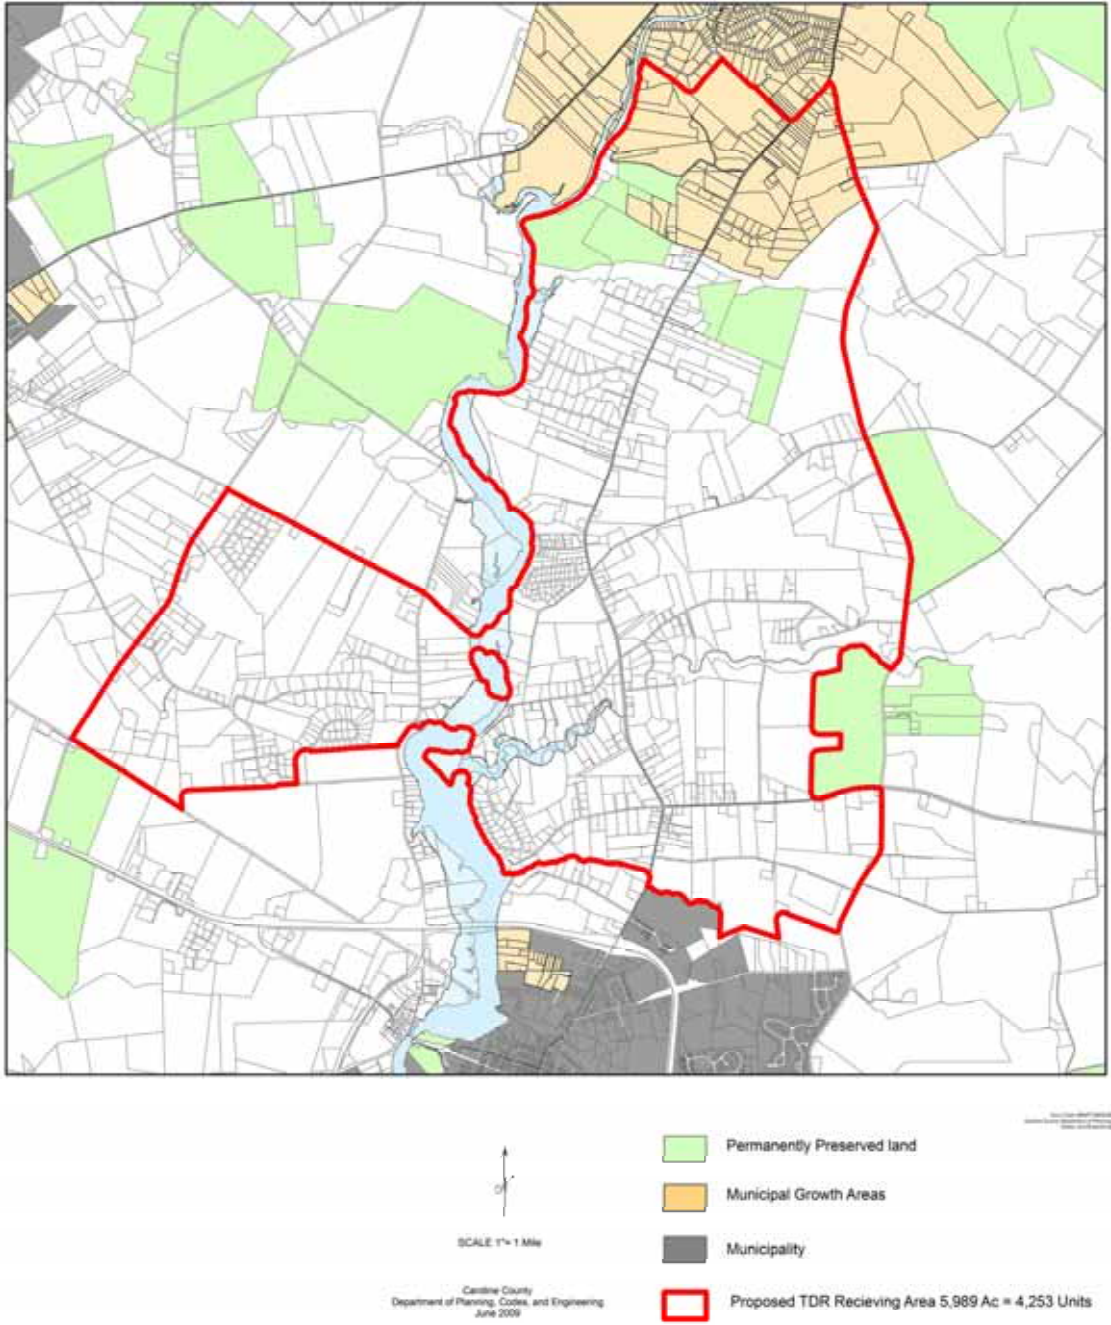 Permanently Preserved land
Municipal Growth Areas
SCALE 1"= 1 Mile
Municipality
Caroline County
Department of Planning, Codes, and Engineering
June 2009
Proposed TDR Recieving Area 5,989 Ac = 4,253 Units